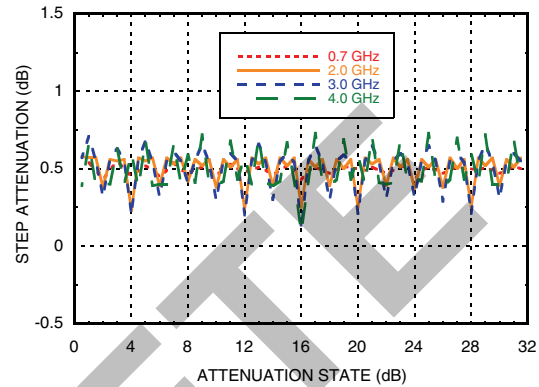 1.5
1
0.5
0
-0.5
STEP ATTENUATION (dB)
0.7 GHz
2.0 GHz
3.0 GHz
4.0 GHz
0 4 8 12 16 20 24 28 32
ATTENUATION STATE (dB)